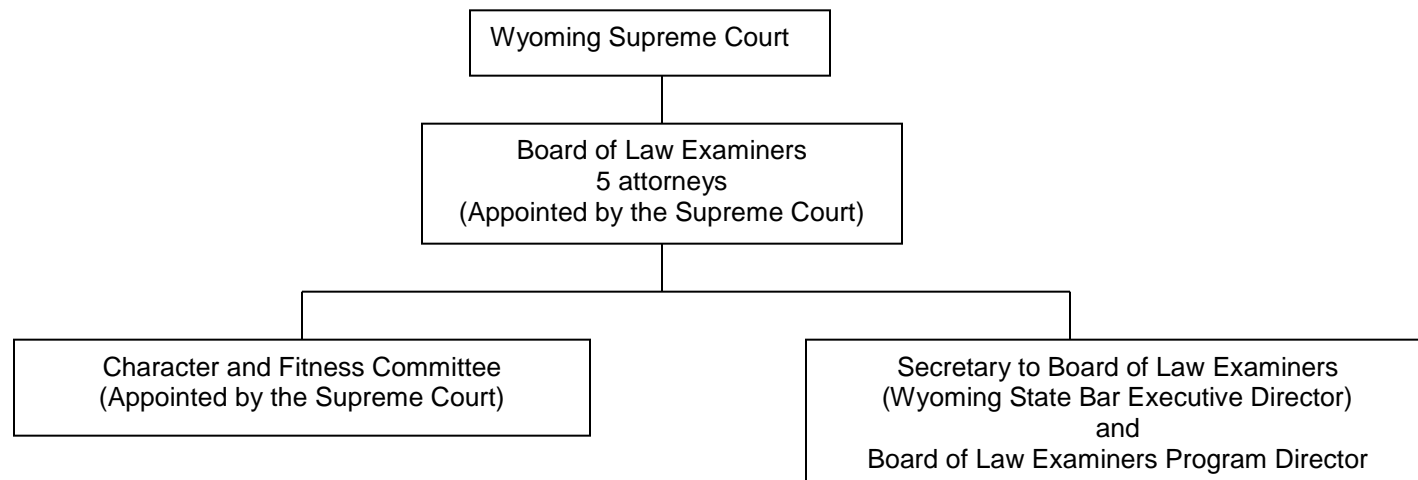 Wyoming Supreme Court
Board of Law Examiners
5 attorneys
(Appointed by the Supreme Court)
Character and Fitness Committee
(Appointed by the Supreme Court)
Secretary to Board of Law Examiners
(Wyoming State Bar Executive Director)
and
Board of Law Examiners Program Director